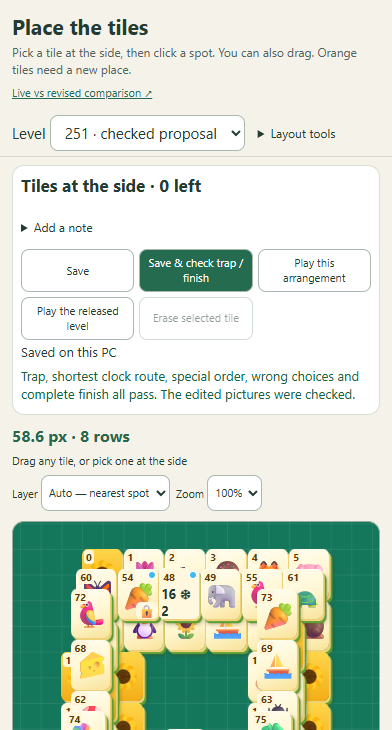 Place the tiles
Pick a tile at the side, then click a spot. You can also drag. Orange
tiles need a new place.
Live vs revised comparison ↗
Level 251 · checked proposal ▶ Layout tools
Tiles at the side · 0 left
▶ Add a note
Save
Save & check trap /
finish
Play this
arrangement
Play the released
level
Erase selected tile
Saved on this PC
Trap, shortest clock route, special order, wrong choices and
complete finish all pass. The edited pictures were checked.
58.6 px · 8 rows
Drag any tile, or pick one at the side
Layer Auto — nearest spot Zoom 100%
0 1 2 3 4 5
60 54 48 49 55 61
16 ❄
2
72 73
68 69
1 1
62 63
74 75